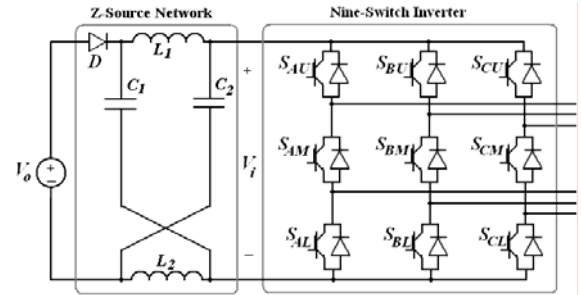 Z-Source Network
Nine-Switch Inverter
D
L1
C1
C2
+
Vi
−
Vo
+
−
L2
SAU
SBU
SCU
SAM
SBM
SCM
SAL
SBL
SCL